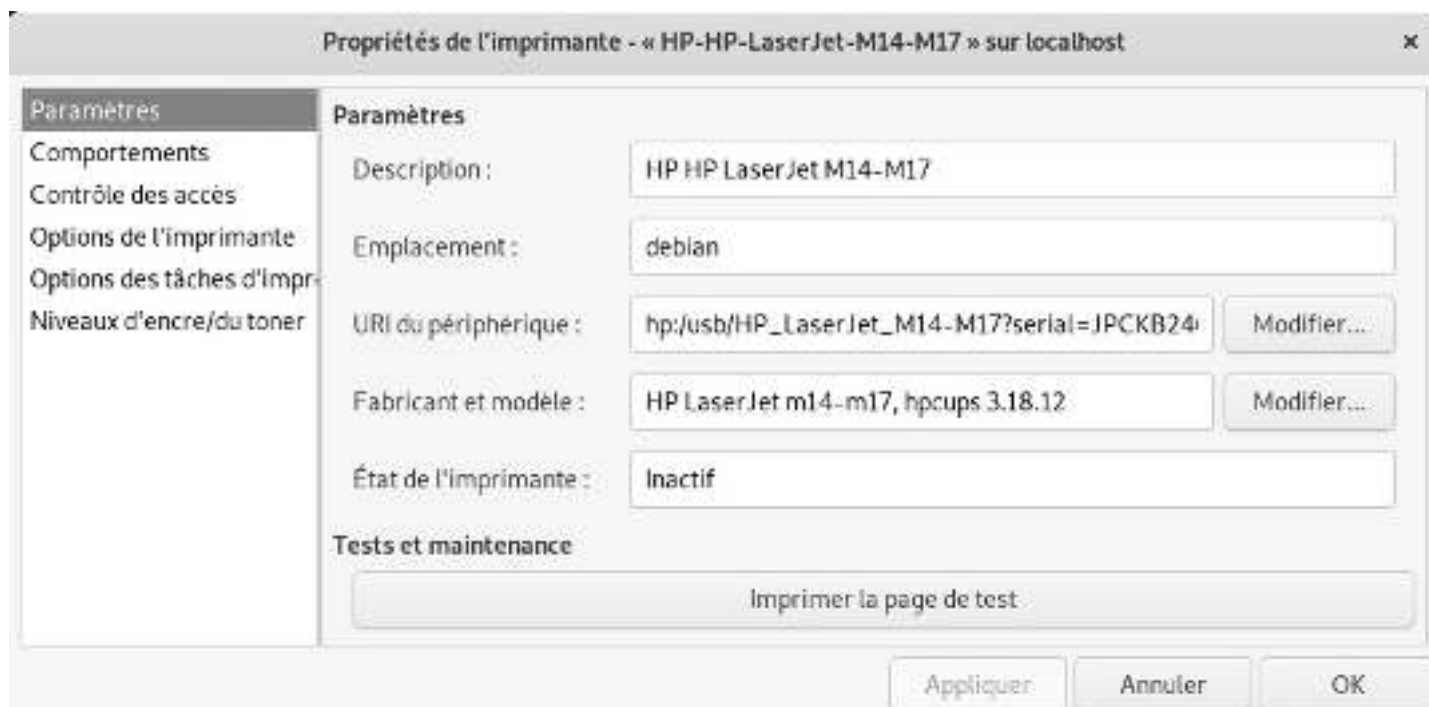 Propriétés de l'imprimante - « HP-HP-LaserJet-M14-M17 » sur localhost
Paramètres
Comportements
Contrôle des accès
Options de l'imprimante
Options des tâches d'impr
Niveaux d'encre/du toner
Paramètres
Description : HP HP LaserJet M14-M17
Emplacement : debian
URI du périphérique : hp:/usb/HP_LaserJet_M14-M17?serial=JPCKB24 Modifier...
Fabricant et modèle : HP LaserJet m14-m17, hpcups 3.18.12 Modifier...
État de l'imprimante : Inactif
Tests et maintenance
Imprimer la page de test
Appliquer Annuler OK